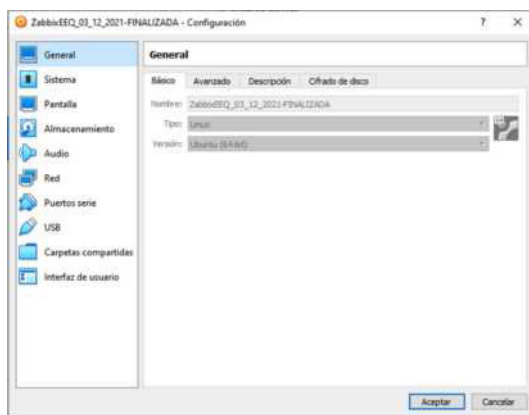 ZabbixEEQ_03_12_2021-FINALIZADA - Configuración ? ×
General
Sistema
Pantalla
Almacenamiento
Audio
Red
Puertos serie
USB
Carpetas compartidas
Interfaz de usuario
General
Básico Avanzado Descripción Cifrado de disco
Nombre: ZabbixEEQ_03_12_2021-FINALIZADA
Tipo: Linux
Versión: Ubuntu (64-bit)
Aceptar Cancelar